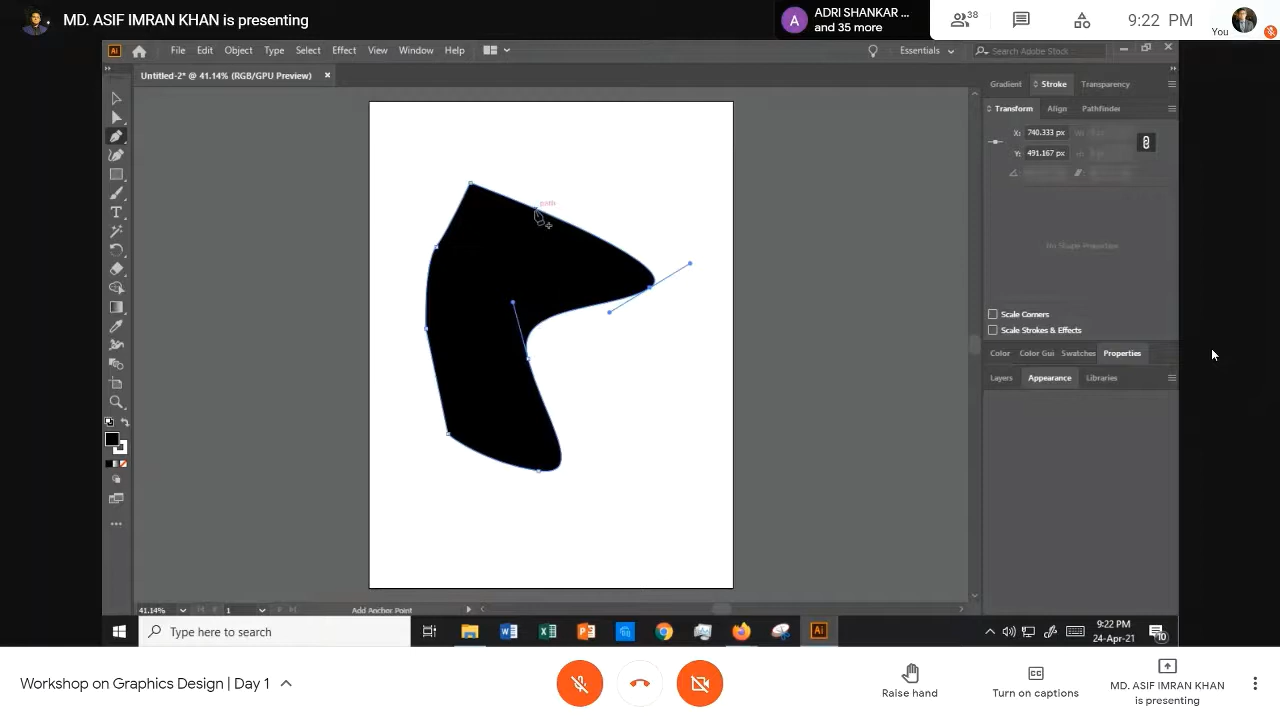 MD. ASIF IMRAN KHAN is presenting
A
ADRI SHANKAR ...
and 35 more
38
9:22 PM
You
Ai
File Edit Object Type Select Effect View Window Help
Essentials
Search Adobe Stock
Untitled-2* @ 41.14% (RGB/GPU Preview) ×
Gradient Stroke Transparency
Transform Align Pathfinder
X: 740.333 px
Y: 491.167 px
path
No Shape Properties
Scale Corners
Scale Strokes & Effects
Color Color Gui Swatches Properties
Layers Appearance Libraries
41.14% 1 Add Anchor Point
Type here to search
Ai
9:22 PM
24-Apr-21
10
Workshop on Graphics Design | Day 1
Raise hand
Turn on captions
MD. ASIF IMRAN KHAN
is presenting